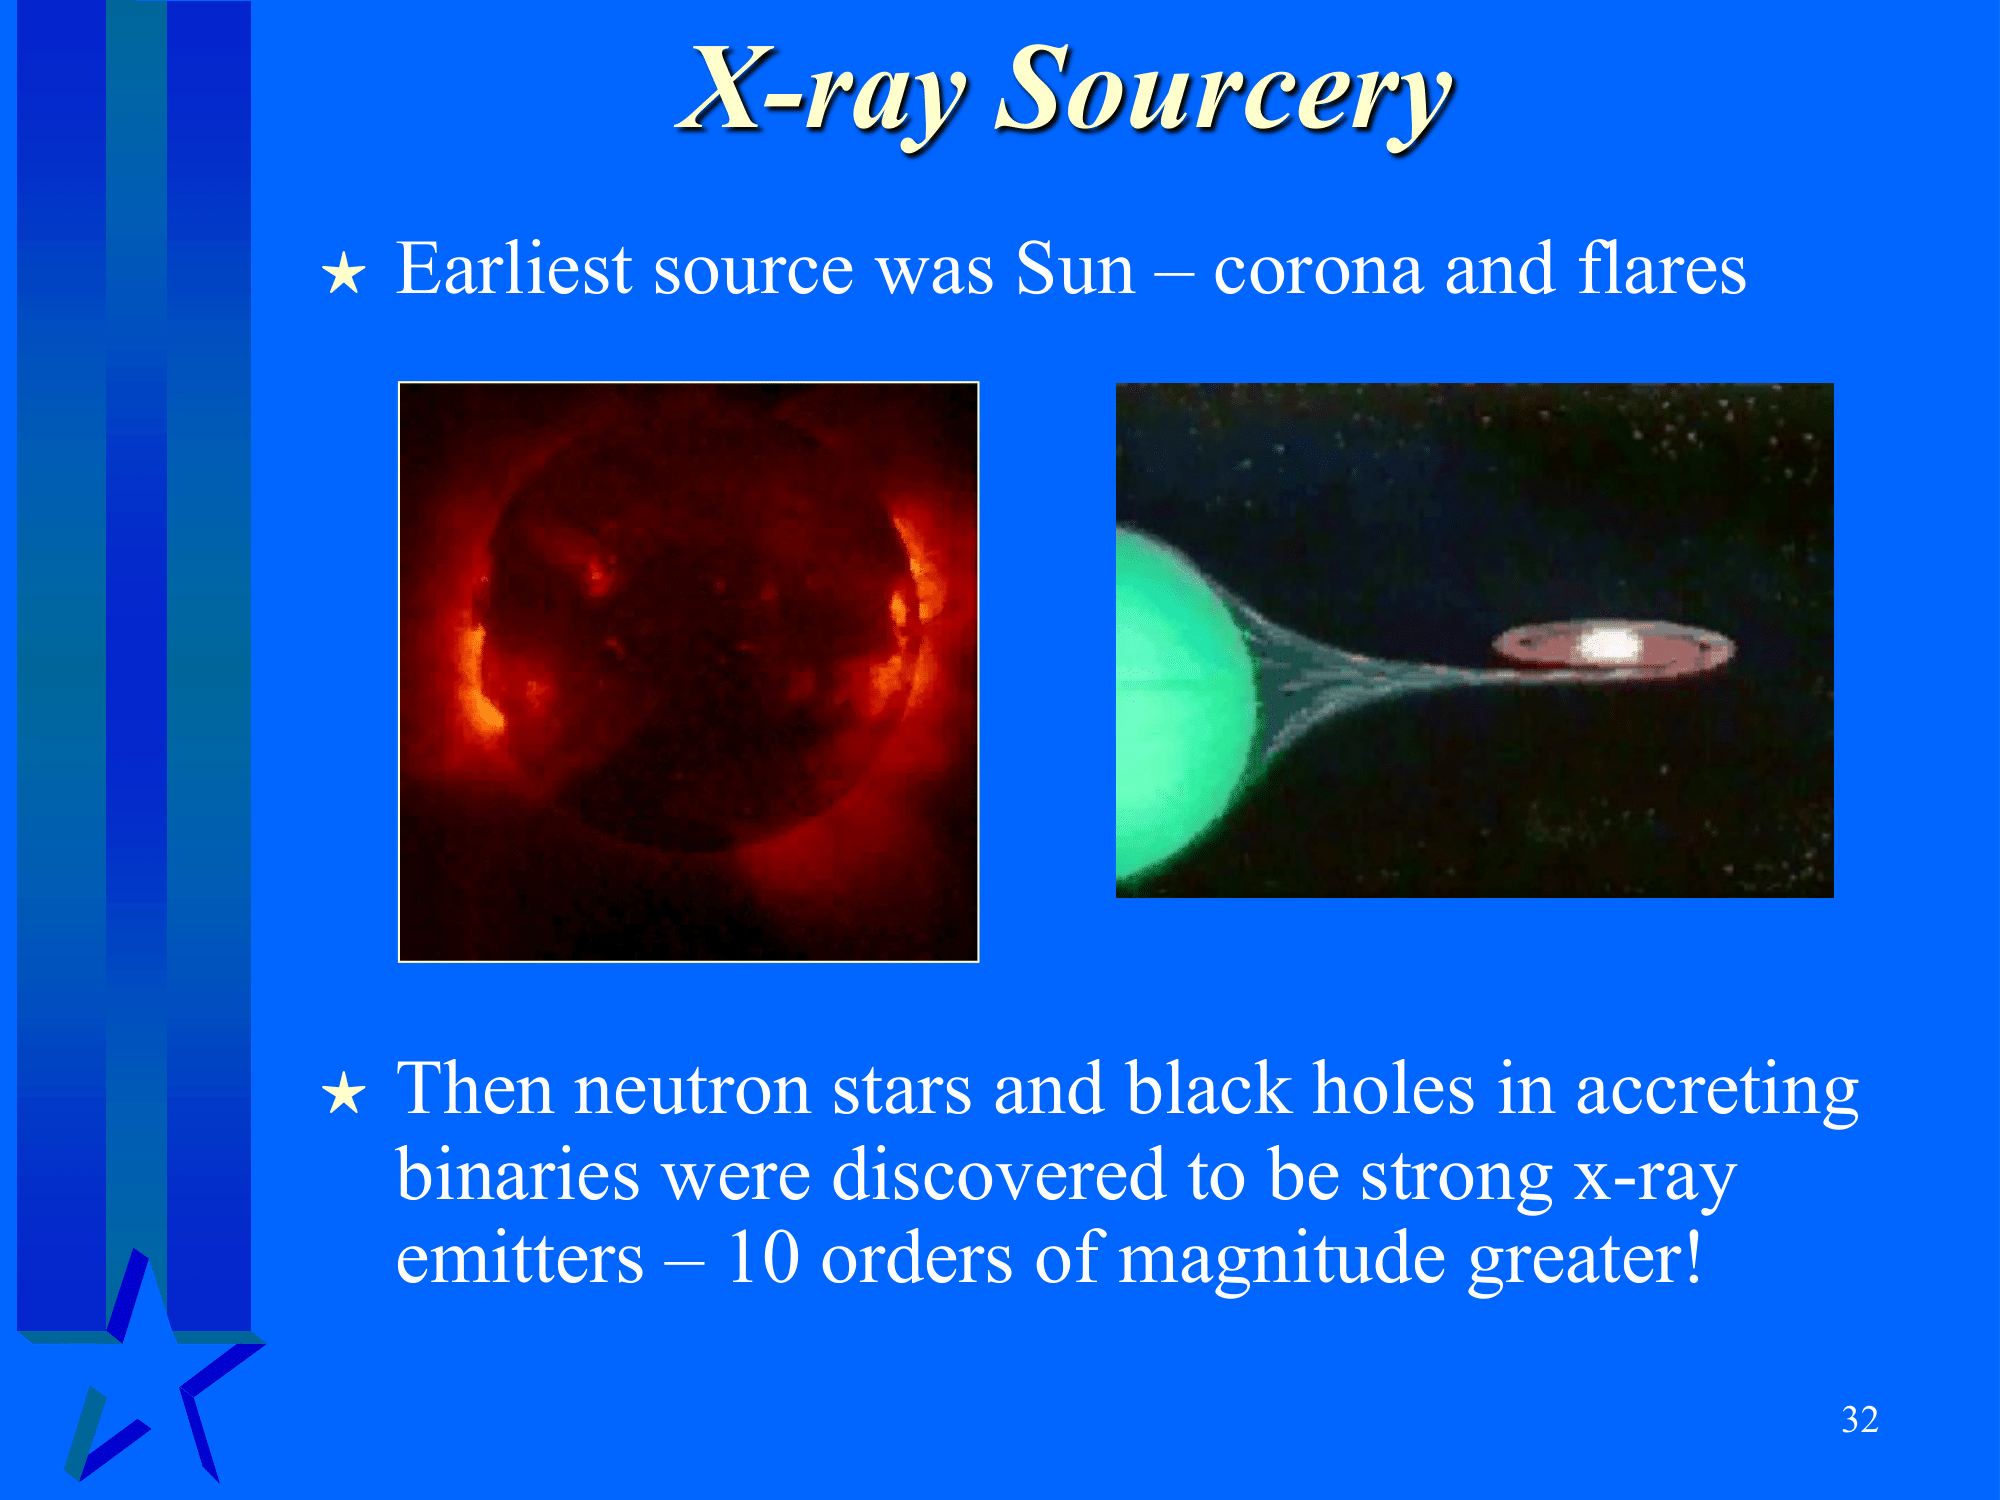 X-ray Sourcery
★ Earliest source was Sun – corona and flares
★ Then neutron stars and black holes in accreting
binaries were discovered to be strong x-ray
emitters – 10 orders of magnitude greater!
32